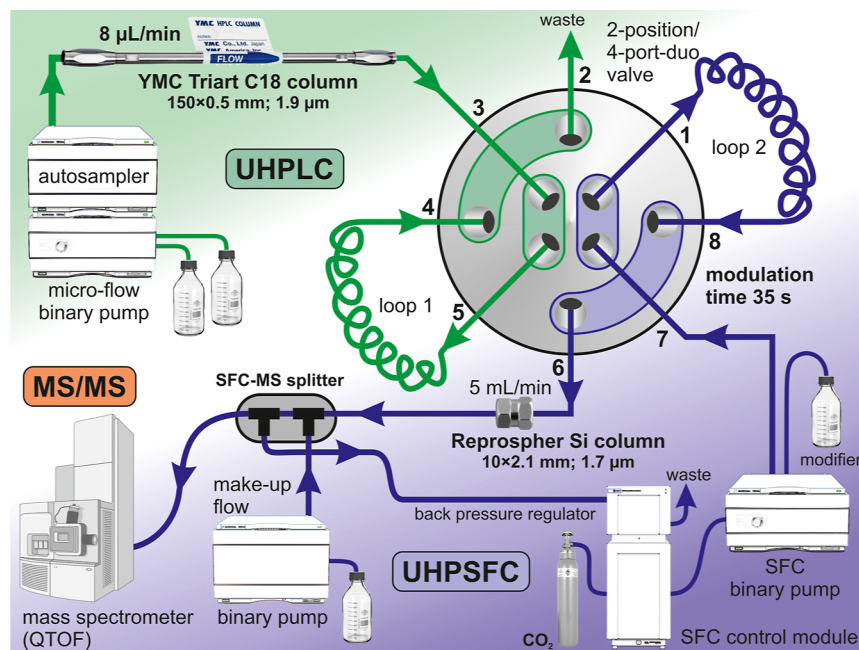 8 µL/min
YMC HPLC COLUMN
YMC Co., Ltd. Japan
YMC America, Inc.
FLOW
YMC Triart C18 column
150×0.5 mm; 1.9 µm
waste
2-position/
4-port-duo
valve
2
3
1
loop 2
autosampler
UHPLC
4
8
micro-flow
binary pump
loop 1
5
modulation
time 35 s
7
6
MS/MS
SFC-MS splitter
5 mL/min
Reprospher Si column
10×2.1 mm; 1.7 µm
modifier
make-up
flow
waste
back pressure regulator
UHPSFC
mass spectrometer
(QTOF)
binary pump
CO₂
SFC
binary pump
SFC control module